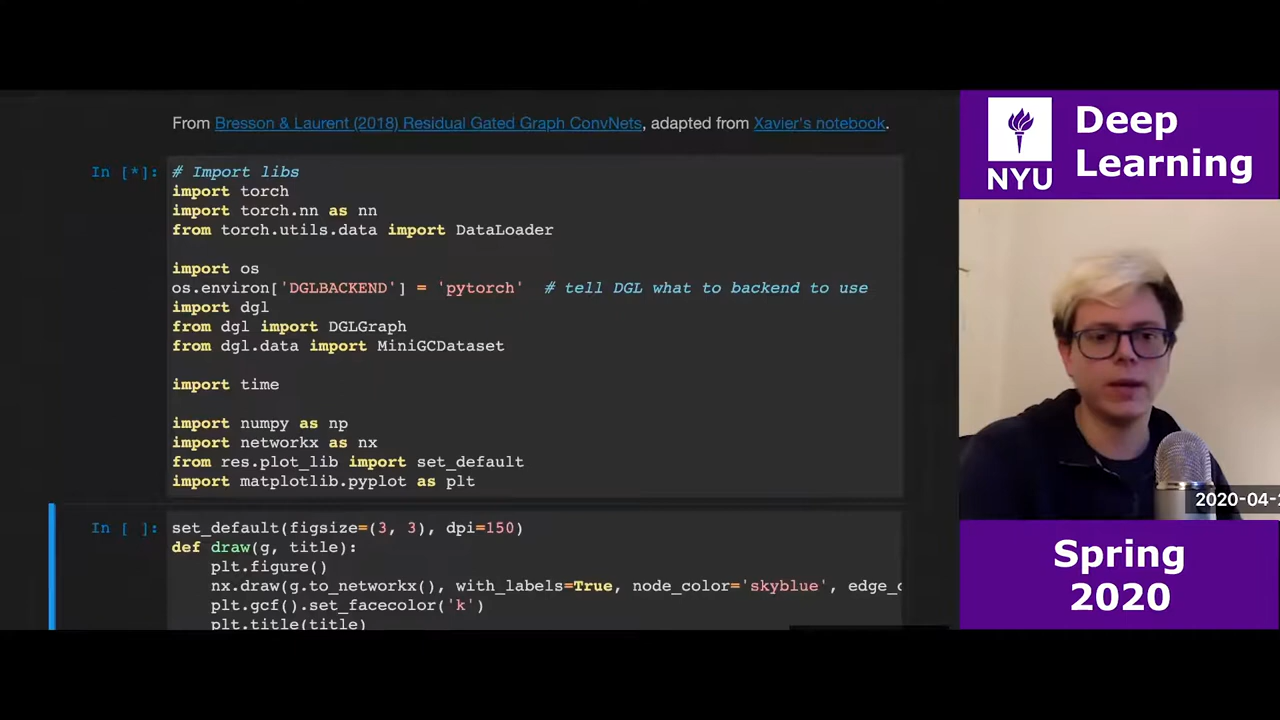 From Bresson & Laurent (2018) Residual Gated Graph ConvNets, adapted from Xavier's notebook.
In [*]:
# Import libs
import torch
import torch.nn as nn
from torch.utils.data import DataLoader
import os
os.environ['DGLBACKEND'] = 'pytorch'  # tell DGL what to backend to use
import dgl
from dgl import DGLGraph
from dgl.data import MiniGCDataset
import time
import numpy as np
import networkx as nx
from res.plot_lib import set_default
import matplotlib.pyplot as plt
In [ ]:
set_default(figsize=(3, 3), dpi=150)
def draw(g, title):
    plt.figure()
    nx.draw(g.to_networkx(), with_labels=True, node_color='skyblue', edge_
    plt.gcf().set_facecolor('k')
    plt.title(title)
NYU
Deep
Learning
2020-04-
Spring
2020